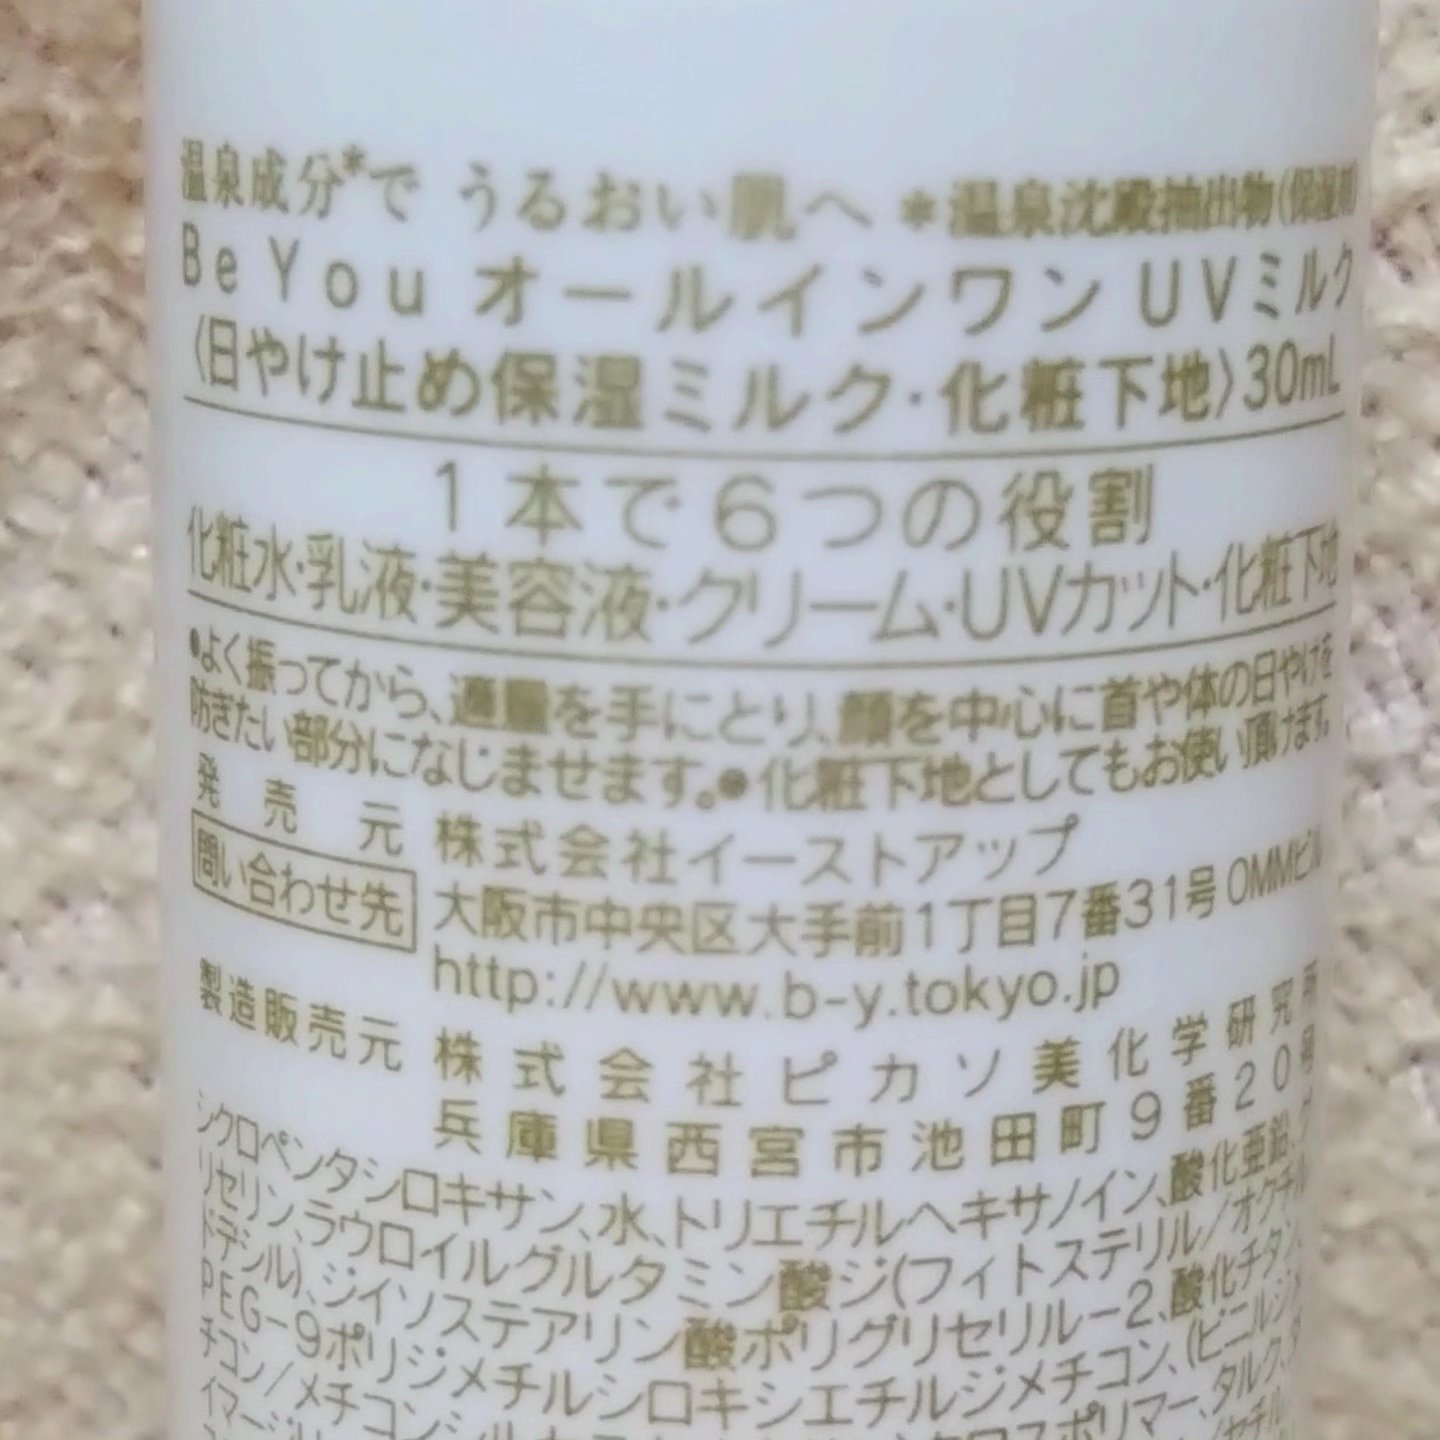 温泉成分*で うるおい肌へ *温泉沈殿抽出物(保湿剤
Be You オールインワン UVミルク
〈日やけ止め保湿ミルク・化粧下地〉30mL
1本で6つの役割
化粧水・乳液・美容液・クリーム・UVカット・化粧下地
●よく振ってから、適量を手にとり、顔を中心に首や体の日やけを
防ぎたい部分になじませます。●化粧下地としてもお使い頂けます。
発売元 株式会社イーストアップ
問い合わせ先 大阪市中央区大手前1丁目7番31号 OMMビル
http://www.b-y.tokyo.jp
製造販売元 株式会社ピカソ美化学研究所
兵庫県西宮市池田町9番20号
シクロペンタシロキサン、水、トリエチルヘキサノイン、酸化亜鉛、グ
リセリン、ラウロイルグルタミン酸ジ(フィトステリル/オクチル
ドデシル)、ジイソステアリン酸ポリグリセリル-2、酸化チタン、
PEG-9ポリジメチルシロキシエチルジメチコン、(ビニルジメ
チコン/メチコン